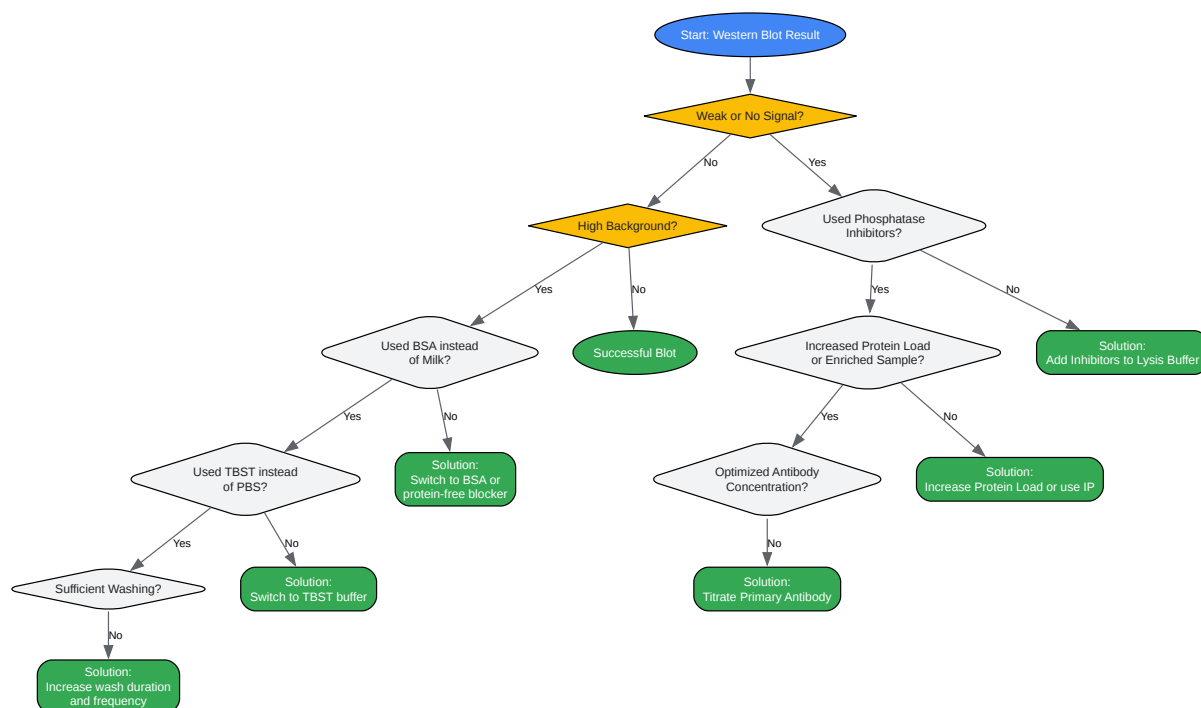 Start: Western Blot Result
Weak or No Signal?
No
Yes
High Background?
Used Phosphatase
Inhibitors?
Yes
No
Yes
No
Used BSA instead
of Milk?
Successful Blot
Increased Protein Load
or Enriched Sample?
Solution:
Add Inhibitors to Lysis Buffer
Yes
No
Yes
No
Used TBST instead
of PBS?
Solution:
Switch to BSA or
protein-free blocker
Optimized Antibody
Concentration?
Solution:
Increase Protein Load or use IP
Yes
No
No
Sufficient Washing?
Solution:
Switch to TBST buffer
Solution:
Titrate Primary Antibody
No
Solution:
Increase wash duration
and frequency